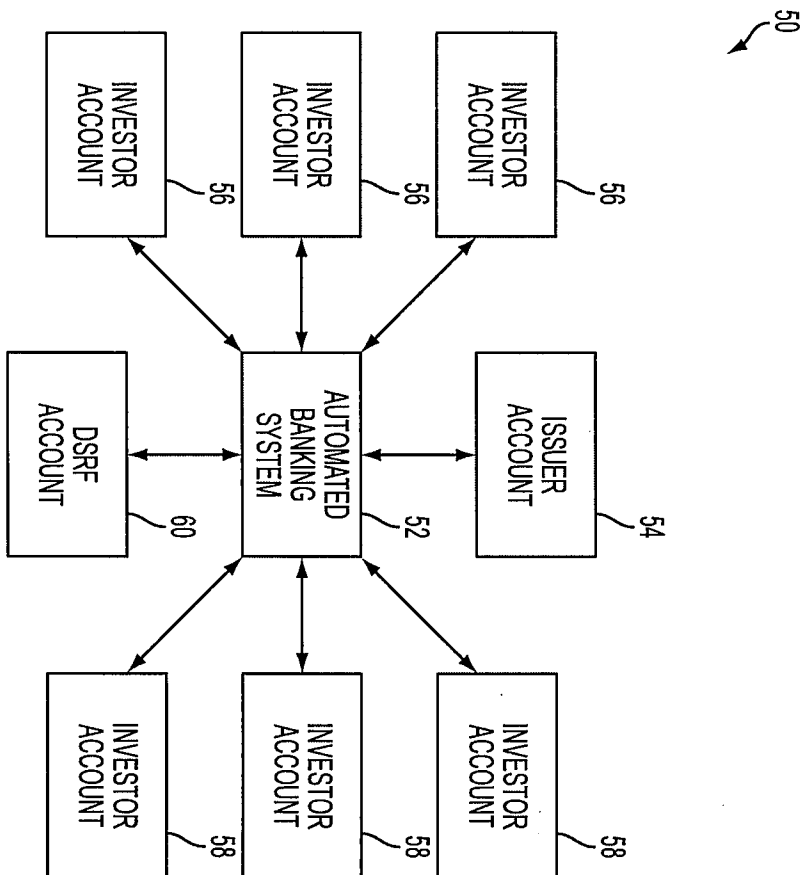 50
ISSUER
ACCOUNT
54
INVESTOR
ACCOUNT
56
INVESTOR
ACCOUNT
58
INVESTOR
ACCOUNT
56
AUTOMATED
BANKING
SYSTEM
52
INVESTOR
ACCOUNT
58
INVESTOR
ACCOUNT
56
DSRF
ACCOUNT
60
INVESTOR
ACCOUNT
58